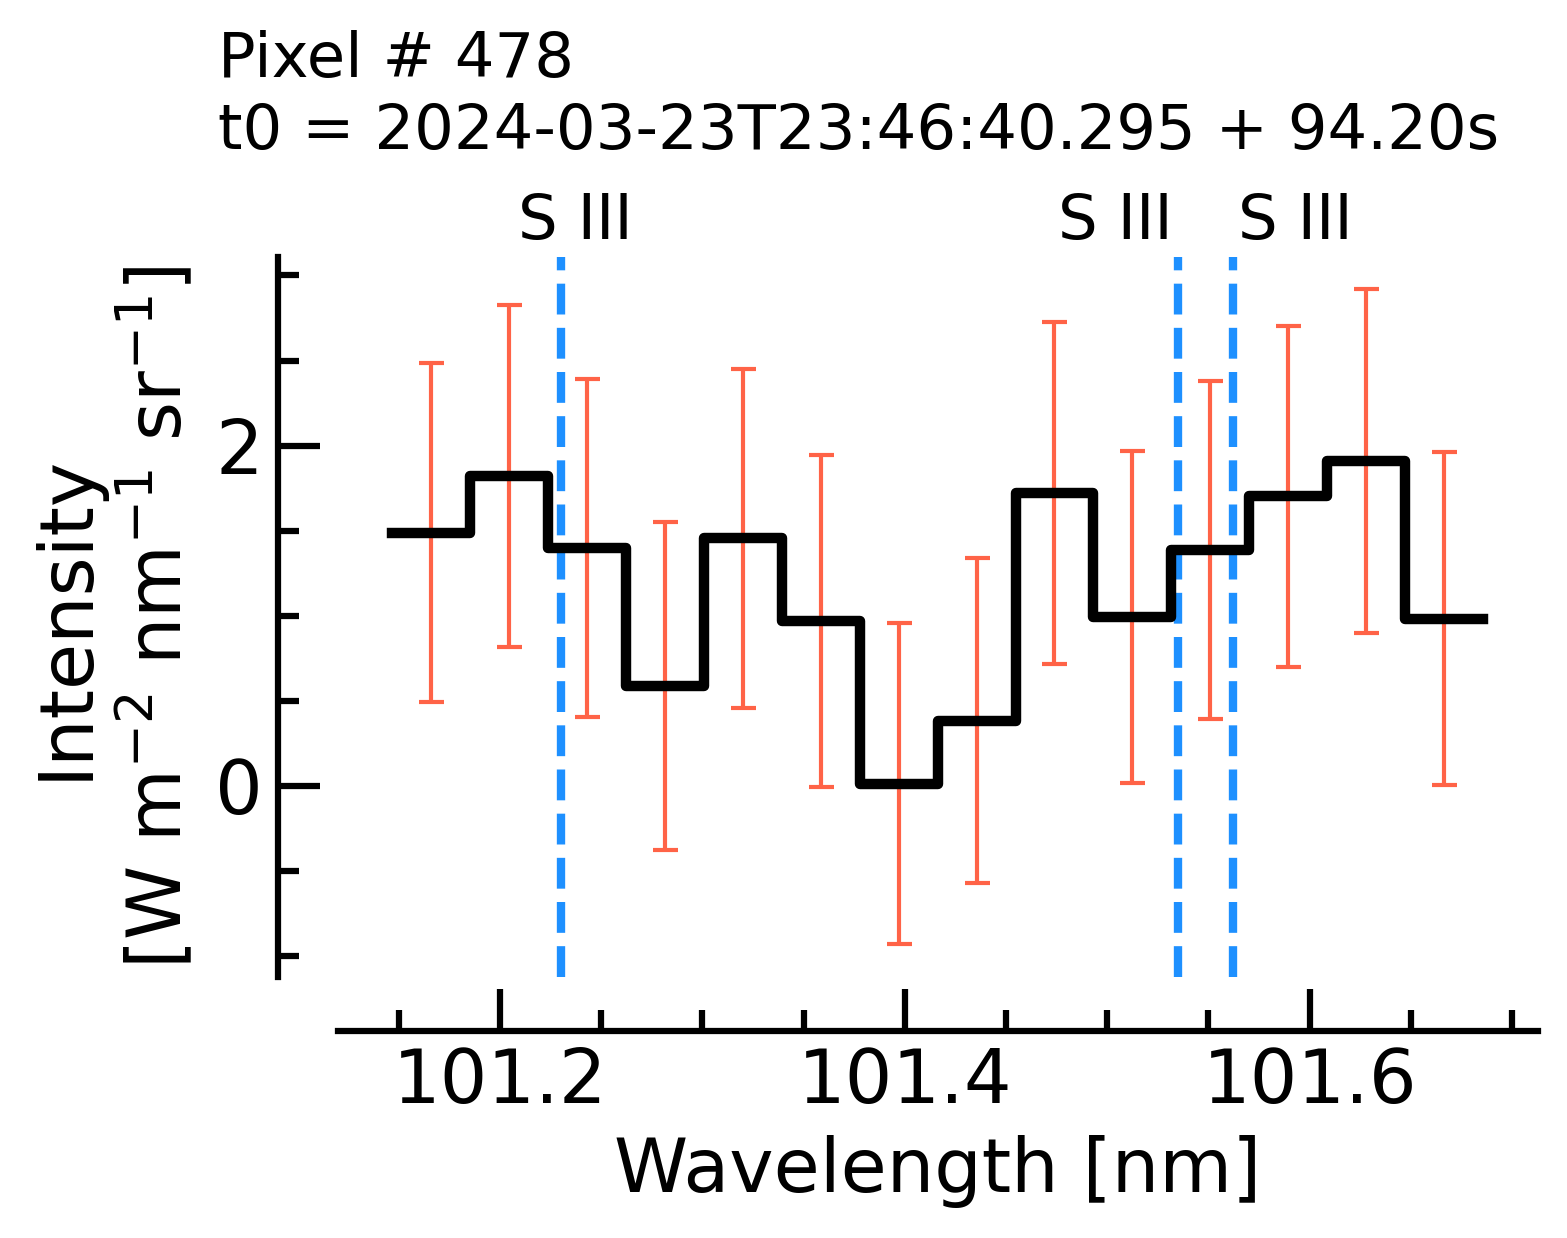 Pixel # 478
t0 = 2024-03-23T23:46:40.295 + 94.20s
S III S III S III
Intensity
[W m⁻² nm⁻¹ sr⁻¹]
2
0
101.2 101.4 101.6
Wavelength [nm]